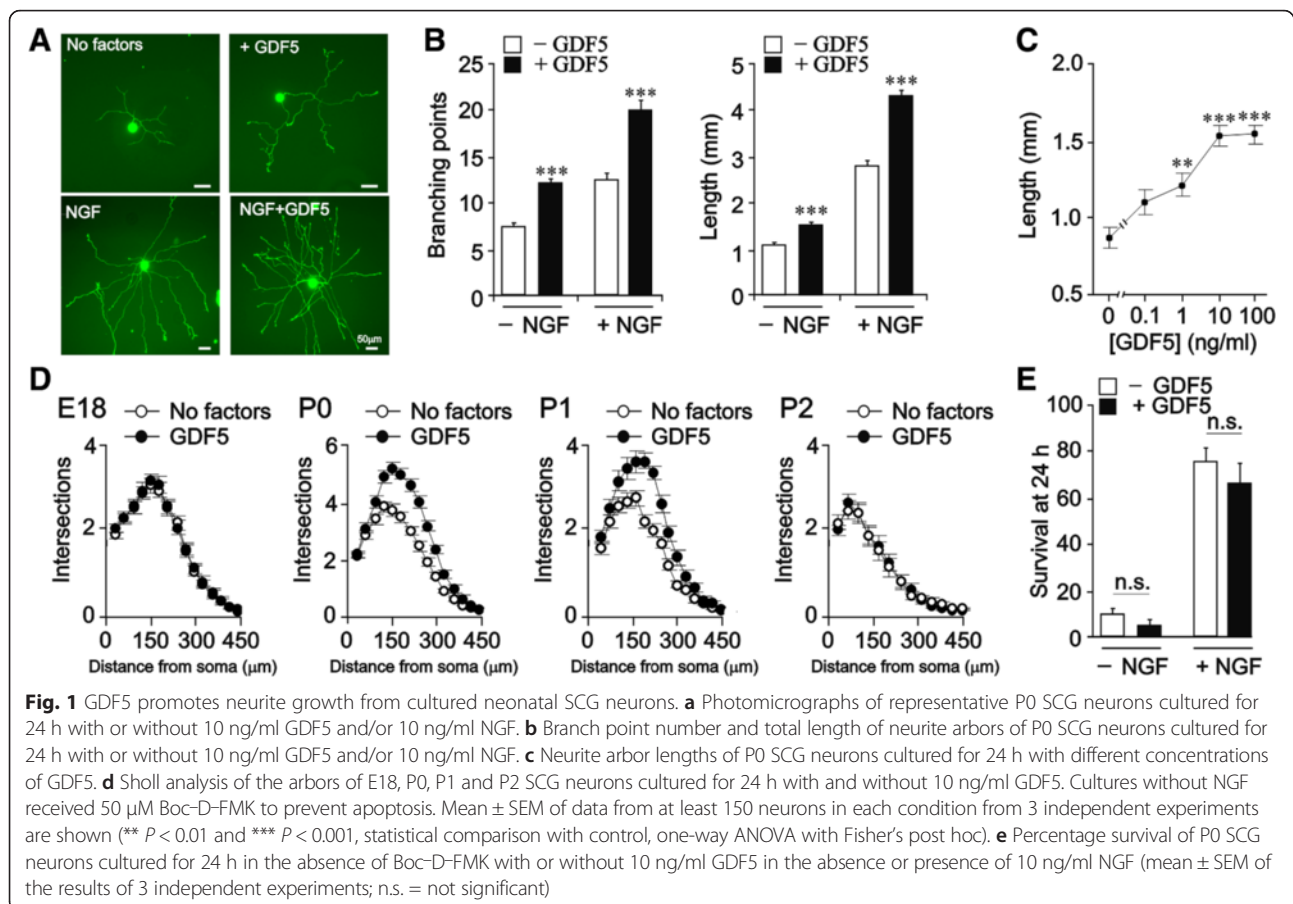 A
No factors
+ GDF5
NGF
NGF+GDF5
50μm
B
− GDF5
+ GDF5
Branching points
25
20
15
10
5
0
− NGF
+ NGF
***
***
− GDF5
+ GDF5
Length (mm)
5
4
3
2
1
0
− NGF
+ NGF
***
***
C
Length (mm)
2.0
1.5
1.0
0.5
**
*** ***
0 0.1 1 10 100
[GDF5] (ng/ml)
D
E18
No factors
GDF5
Intersections
4
2
0
0 150 300 450
Distance from soma (μm)
P0
No factors
GDF5
Intersections
6
4
2
0
0 150 300 450
Distance from soma (μm)
P1
No factors
GDF5
Intersections
4
2
0
0 150 300 450
Distance from soma (μm)
P2
No factors
GDF5
Intersections
4
2
0
0 150 300 450
Distance from soma (μm)
E
− GDF5
+ GDF5
Survival at 24 h
100
80
60
40
20
0
n.s.
n.s.
− NGF
+ NGF
Fig. 1 GDF5 promotes neurite growth from cultured neonatal SCG neurons. a Photomicrographs of representative P0 SCG neurons cultured for
24 h with or without 10 ng/ml GDF5 and/or 10 ng/ml NGF. b Branch point number and total length of neurite arbors of P0 SCG neurons cultured for
24 h with or without 10 ng/ml GDF5 and/or 10 ng/ml NGF. c Neurite arbor lengths of P0 SCG neurons cultured for 24 h with different concentrations
of GDF5. d Sholl analysis of the arbors of E18, P0, P1 and P2 SCG neurons cultured for 24 h with and without 10 ng/ml GDF5. Cultures without NGF
received 50 μM Boc–D–FMK to prevent apoptosis. Mean ± SEM of data from at least 150 neurons in each condition from 3 independent experiments
are shown (** P < 0.01 and *** P < 0.001, statistical comparison with control, one-way ANOVA with Fisher's post hoc). e Percentage survival of P0 SCG
neurons cultured for 24 h in the absence of Boc–D–FMK with or without 10 ng/ml GDF5 in the absence or presence of 10 ng/ml NGF (mean ± SEM of
the results of 3 independent experiments; n.s. = not significant)